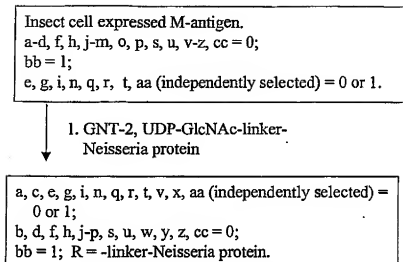 Insect cell expressed M-antigen.
a-d, f, h, j-m, o, p, s, u, v-z, cc = 0;
bb = 1;
e, g, i, n, q, r, t, aa (independently selected) = 0 or 1.
1. GNT-2, UDP-GlcNAc-linker-
Neisseria protein
a, c, e, g, i, n, q, r, t, v, x, aa (independently selected) =
0 or 1;
b, d, f, h, j-p, s, u, w, y, z, cc = 0;
bb = 1; R = -linker-Neisseria protein.